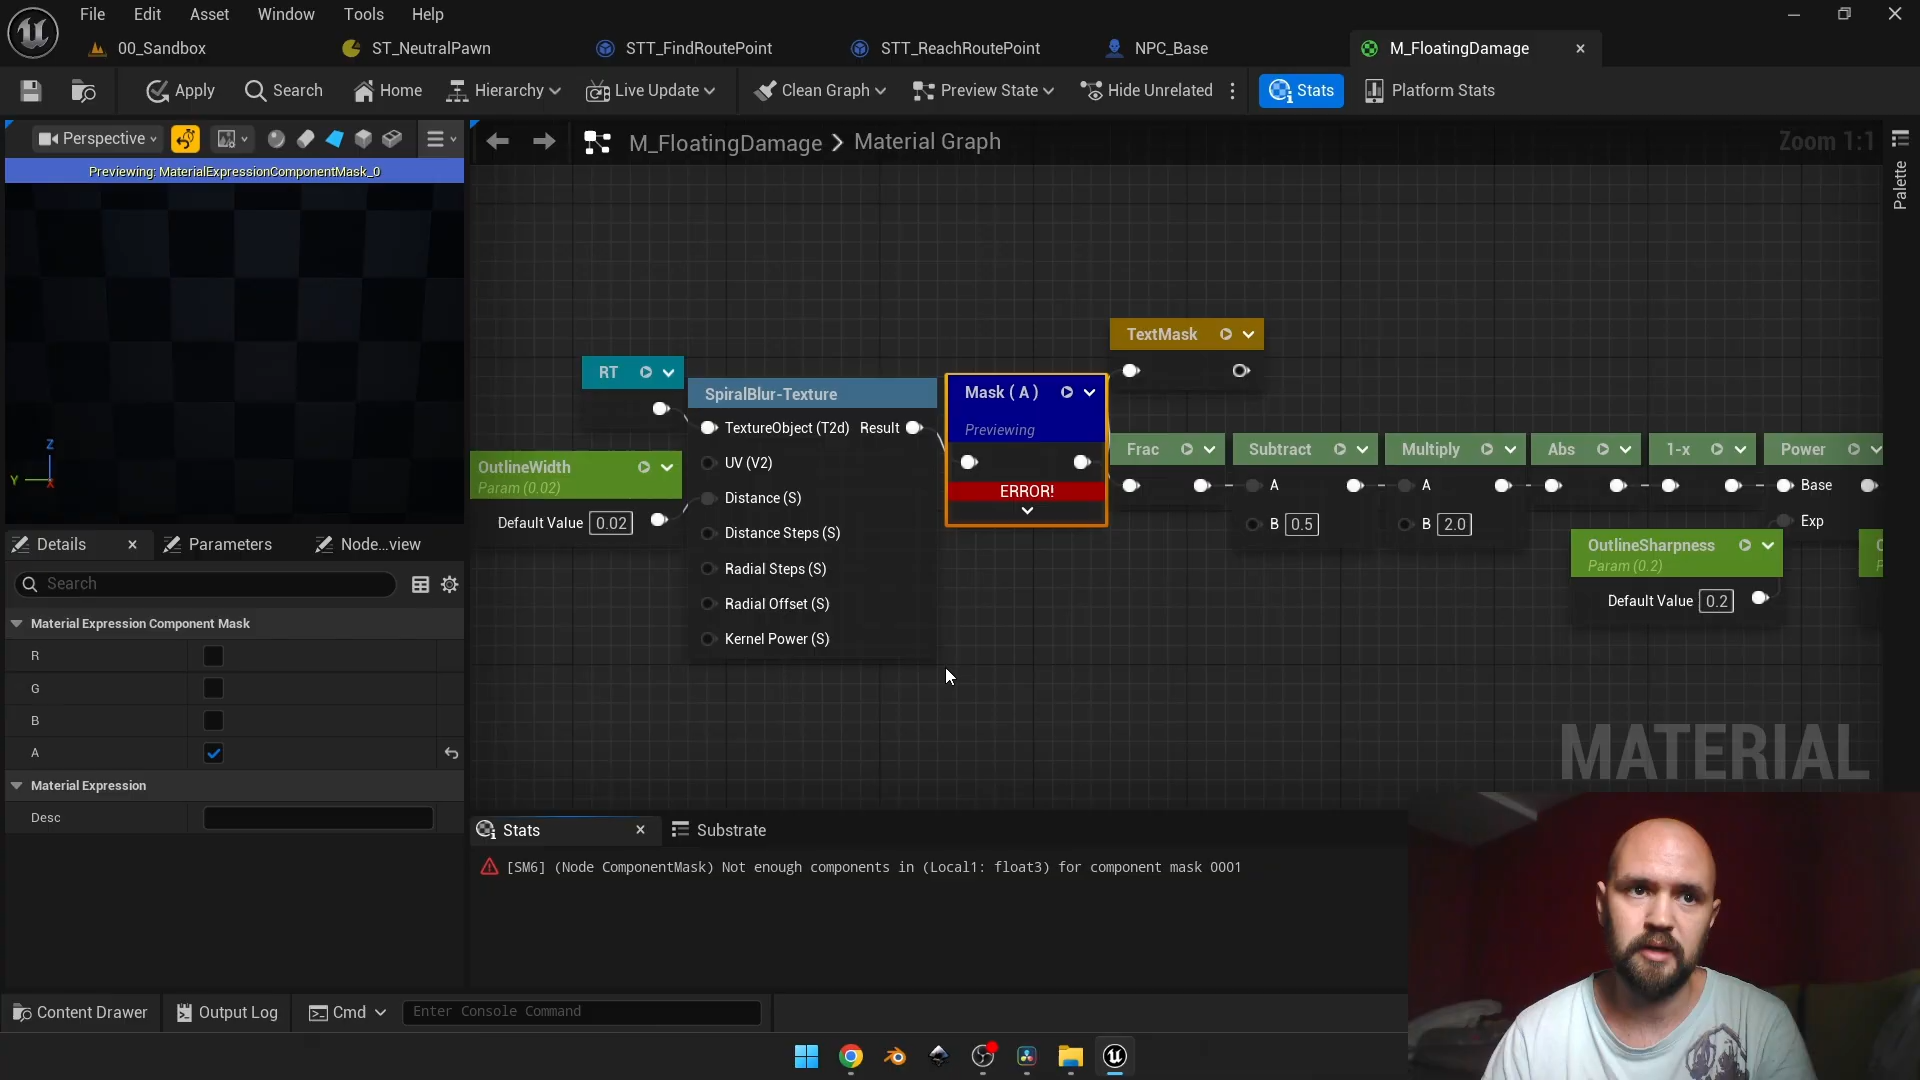 File Edit Asset Window Tools Help
00_Sandbox ST_NeutralPawn STT_FindRoutePoint STT_ReachRoutePoint NPC_Base M_FloatingDamage
Apply Search Home Hierarchy Live Update Clean Graph Preview State Hide Unrelated Stats Platform Stats
Perspective
Previewing: MaterialExpressionComponentMask_0
M_FloatingDamage > Material Graph
Zoom 1:1
Palette
TextMask
RT
SpiralBlur-Texture
TextureObject (T2d) Result
UV (V2)
Distance (S)
Distance Steps (S)
Radial Steps (S)
Radial Offset (S)
Kernel Power (S)
OutlineWidth
Param (0.02)
Default Value 0.02
Mask ( A )
Previewing
ERROR!
Frac
Subtract
A
B 0.5
Multiply
A
B 2.0
Abs
1-x
Power
Base
Exp
OutlineSharpness
Param (0.2)
Default Value 0.2
MATERIAL
Z
Y
X
Details Parameters Node...view
Search
Material Expression Component Mask
R
G
B
A
Material Expression
Desc
Stats Substrate
[SM6] (Node ComponentMask) Not enough components in (Local1: float3) for component mask 0001
Content Drawer Output Log Cmd Enter Console Command